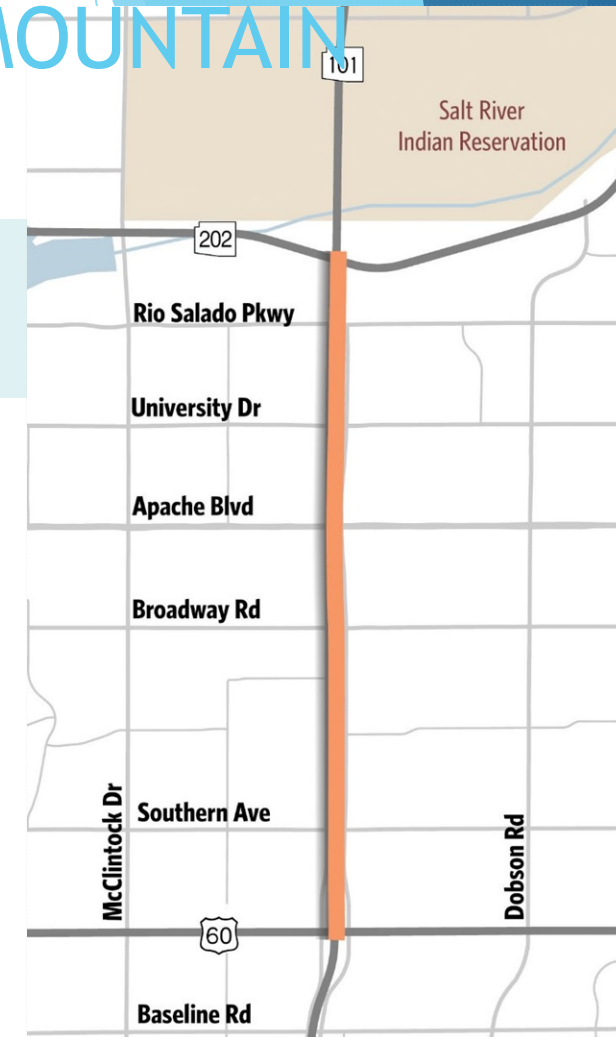 MOUNTAIN
101
Salt River
Indian Reservation
202
Rio Salado Pkwy
University Dr
Apache Blvd
Broadway Rd
McClintock Dr
Southern Ave
Dobson Rd
60
Baseline Rd